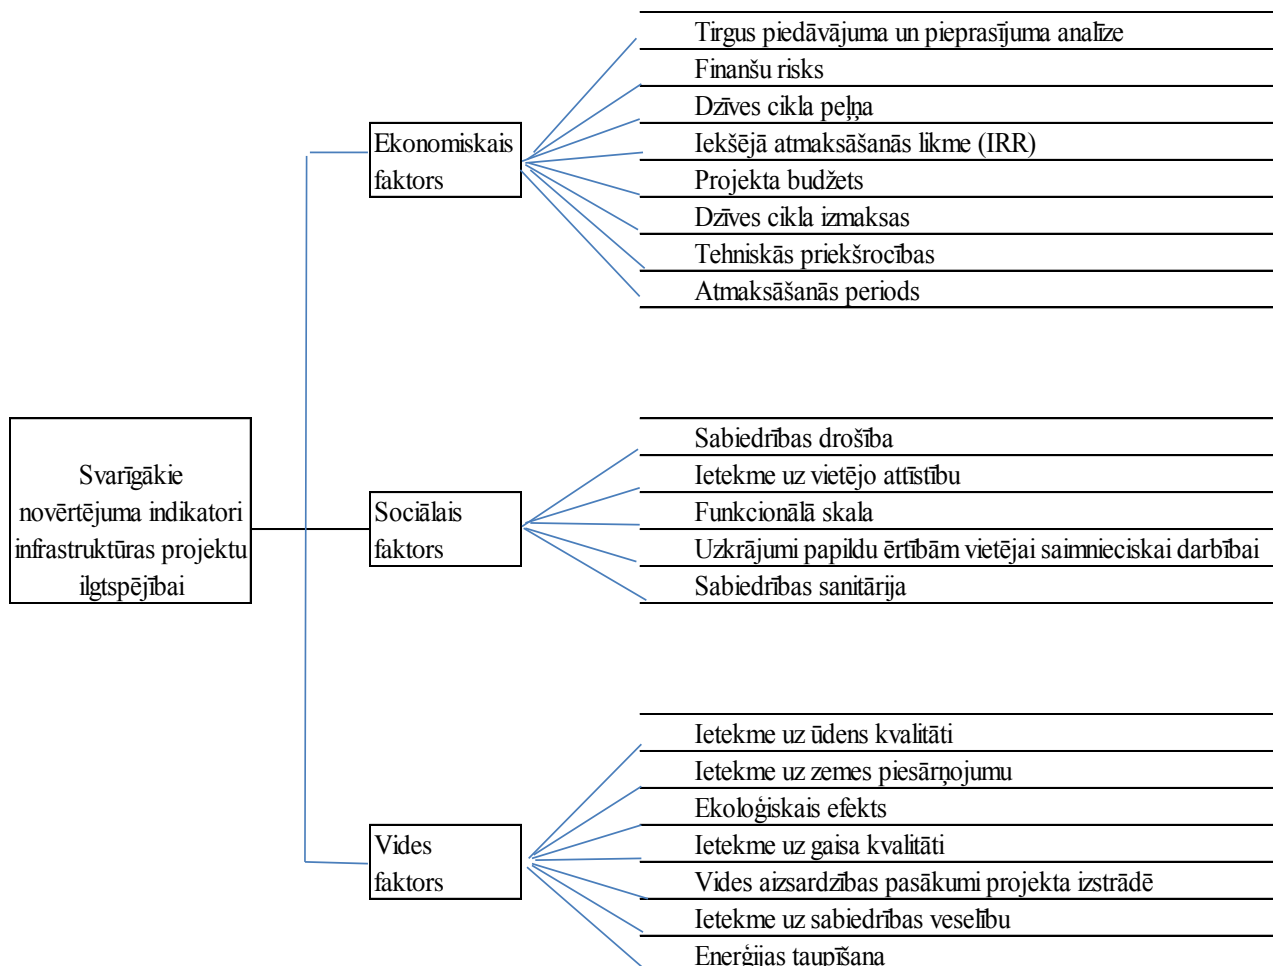 Svarīgākie
novērtējuma indikatori
infrastruktūras projektu
ilgtspējībai
Ekonomiskais
faktors
Tirgus piedāvājuma un pieprasījuma analīze
Finanšu risks
Dzīves cikla peļņa
Iekšējā atmaksāšanās likme (IRR)
Projekta budžets
Dzīves cikla izmaksas
Tehniskās priekšrocības
Atmaksāšanās periods
Sociālais
faktors
Sabiedrības drošība
Ietekme uz vietējo attīstību
Funkcionālā skala
Uzkrājumi papildu ērtībām vietējai saimnieciskai darbībai
Sabiedrības sanitārija
Vides
faktors
Ietekme uz ūdens kvalitāti
Ietekme uz zemes piesārņojumu
Ekoloģiskais efekts
Ietekme uz gaisa kvalitāti
Vides aizsardzības pasākumi projekta izstrādē
Ietekme uz sabiedrības veselību
Enerģijas taupīšana